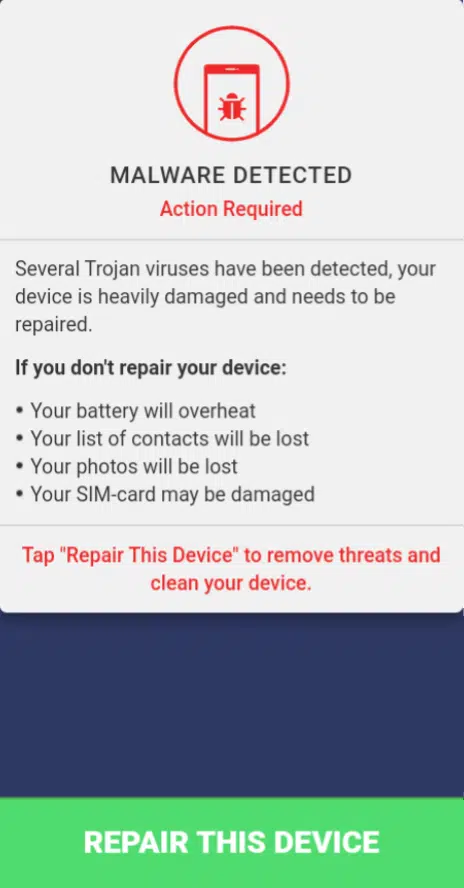 MALWARE DETECTED
Action Required
Several Trojan viruses have been detected, your
device is heavily damaged and needs to be
repaired.
If you don't repair your device:
• Your battery will overheat
• Your list of contacts will be lost
• Your photos will be lost
• Your SIM-card may be damaged
Tap "Repair This Device" to remove threats and
clean your device.
REPAIR THIS DEVICE